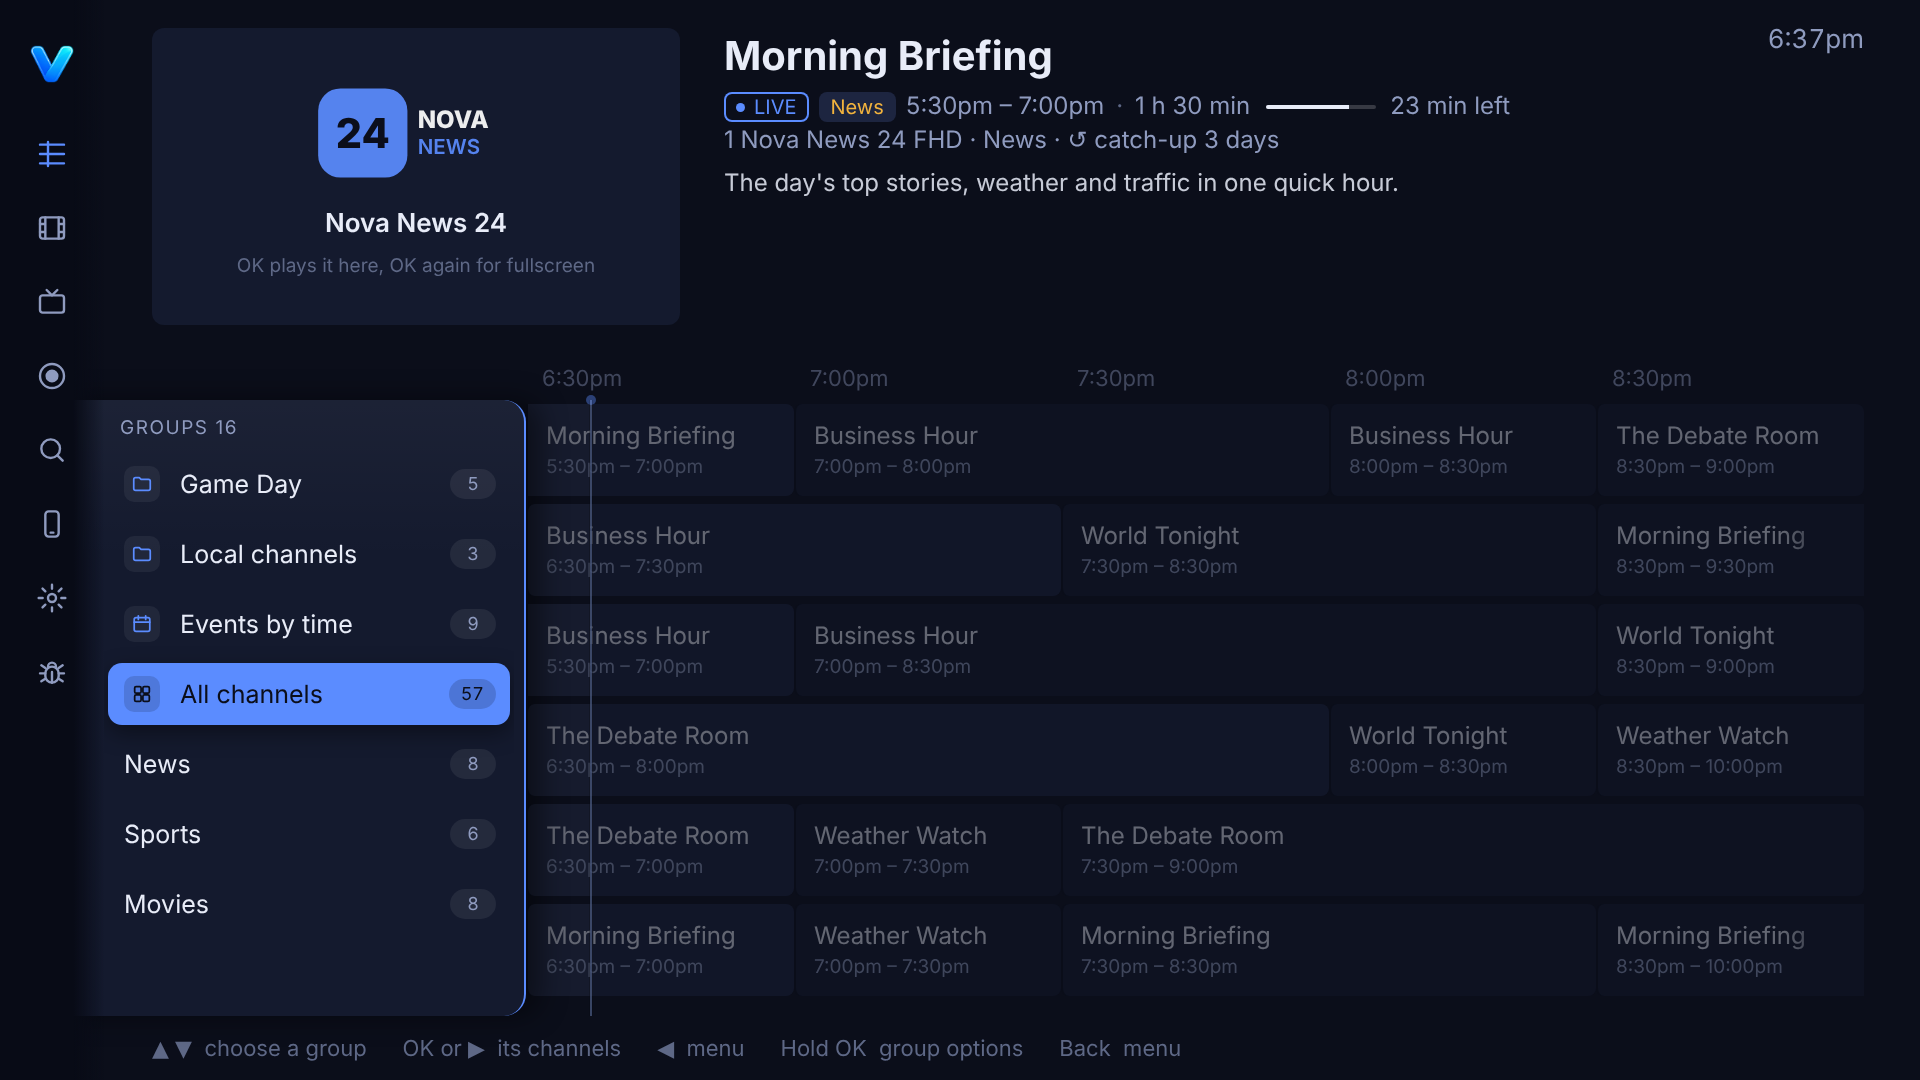 6:37pm
24 NOVA NEWS
Nova News 24
OK plays it here, OK again for fullscreen
Morning Briefing
LIVE News 5:30pm – 7:00pm · 1 h 30 min 23 min left
1 Nova News 24 FHD · News · ↺ catch-up 3 days
The day's top stories, weather and traffic in one quick hour.
6:30pm 7:00pm 7:30pm 8:00pm 8:30pm
GROUPS 16
Game Day 5
Local channels 3
Events by time 9
All channels 57
News 8
Sports 6
Movies 8
Morning Briefing Business Hour Business Hour The Debate Room
5:30pm – 7:00pm 7:00pm – 8:00pm 8:00pm – 8:30pm 8:30pm – 9:00pm
Business Hour World Tonight Morning Briefing
6:30pm – 7:30pm 7:30pm – 8:30pm 8:30pm – 9:30pm
Business Hour Business Hour World Tonight
5:30pm – 7:00pm 7:00pm – 8:30pm 8:30pm – 9:00pm
The Debate Room World Tonight Weather Watch
6:30pm – 8:00pm 8:00pm – 8:30pm 8:30pm – 10:00pm
The Debate Room Weather Watch The Debate Room
6:30pm – 7:00pm 7:00pm – 7:30pm 7:30pm – 9:00pm
Morning Briefing Weather Watch Morning Briefing Morning Briefing
6:30pm – 7:00pm 7:00pm – 7:30pm 7:30pm – 8:30pm 8:30pm – 10:00pm
▲▼ choose a group OK or ▶ its channels ◀ menu Hold OK group options Back menu